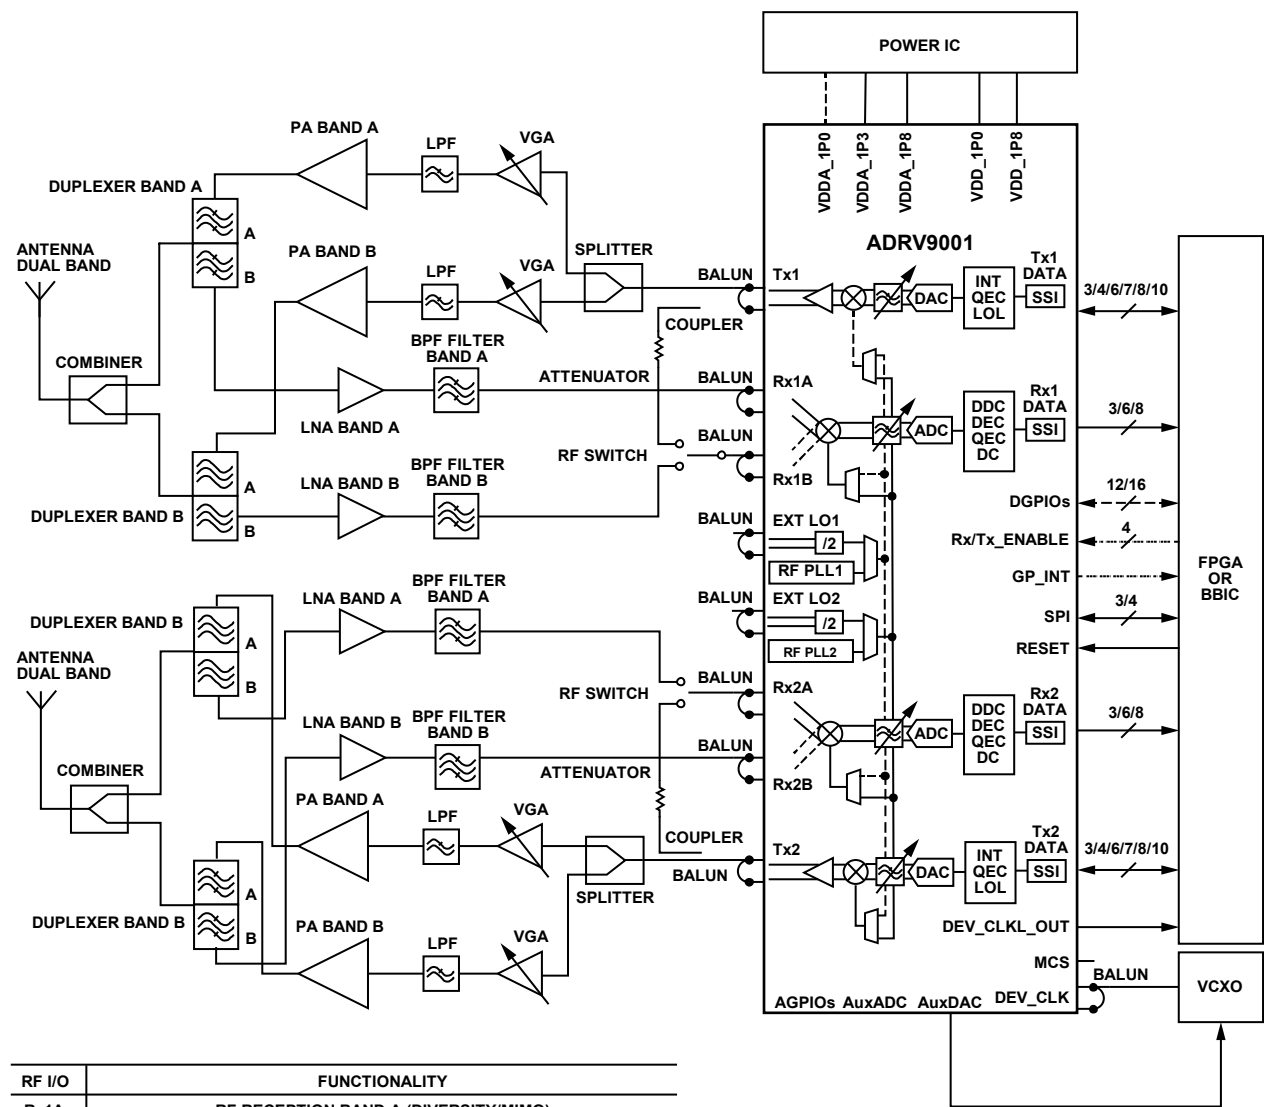 POWER IC
VDDA_1P0
VDDA_1P3
VDDA_1P8
VDD_1P0
VDD_1P8
ADRV9001
PA BAND A
LPF
VGA
DUPLEXER BAND A
A
B
ANTENNA
DUAL BAND
PA BAND B
LPF
VGA
SPLITTER
BALUN
Tx1
DAC
INT
QEC
LOL
Tx1
DATA
SSI
3/4/6/7/8/10
COUPLER
COMBINER
BPF FILTER
BAND A
ATTENUATOR
BALUN
Rx1A
LNA BAND A
BALUN
ADC
DDC
DEC
QEC
DC
Rx1
DATA
SSI
3/6/8
RF SWITCH
Rx1B
LNA BAND B
BPF FILTER
BAND B
A
B
DUPLEXER BAND B
12/16
DGPIOs
BALUN
EXT LO1
/2
RF PLL1
4
Rx/Tx_ENABLE
GP_INT
FPGA
OR
BBIC
BALUN
EXT LO2
/2
RF PLL2
3/4
SPI
RESET
LNA BAND A
BPF FILTER
BAND A
DUPLEXER BAND B
A
B
ANTENNA
DUAL BAND
BALUN
Rx2A
RF SWITCH
LNA BAND B
BPF FILTER
BAND B
BALUN
ADC
DDC
DEC
QEC
DC
Rx2
DATA
SSI
3/6/8
COMBINER
ATTENUATOR
Rx2B
PA BAND A
LPF
VGA
COUPLER
Tx2
BALUN
DAC
INT
QEC
LOL
Tx2
DATA
SSI
3/4/6/7/8/10
SPLITTER
A
B
DUPLEXER BAND B
PA BAND B
LPF
VGA
DEV_CLKL_OUT
MCS
BALUN
VCXO
AGPIOs AuxADC AuxDAC DEV_CLK
RF I/O FUNCTIONALITY
Rx1A RF RECEPTION BAND A (DIVERSITY/MIMO)